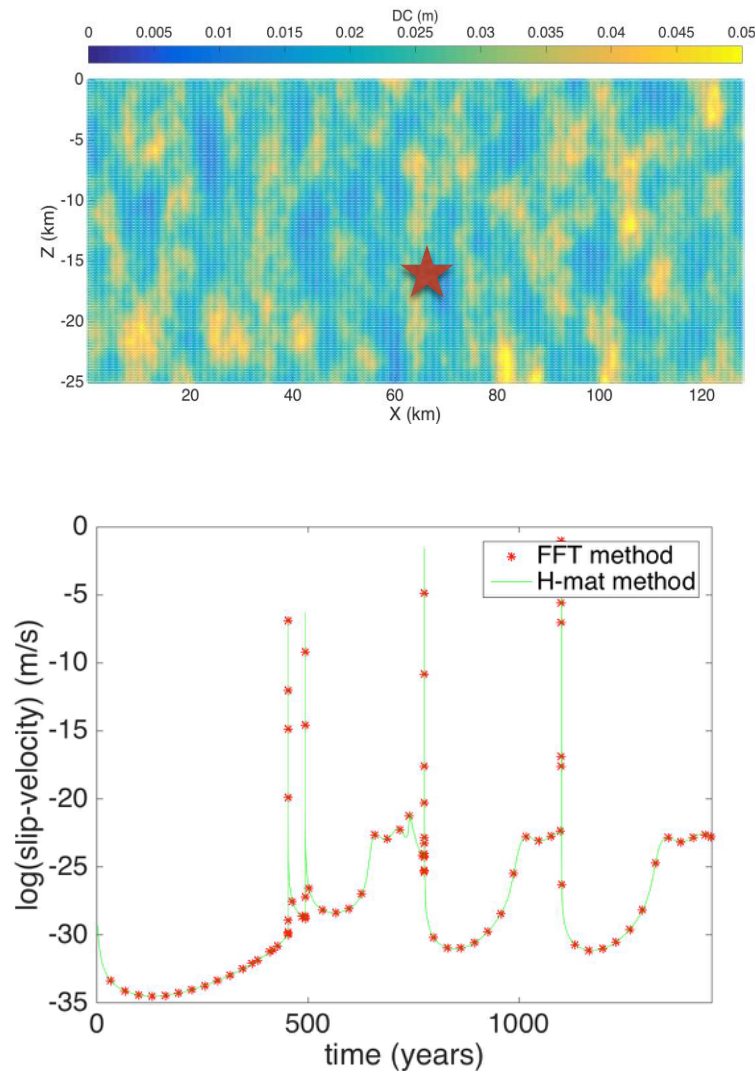 DC (m)
0 0.005 0.01 0.015 0.02 0.025 0.03 0.035 0.04 0.045 0.05
0
-5
-10
-15
-20
-25
Z (km)
20 40 60 80 100 120
X (km)
0
-5
-10
-15
-20
-25
-30
-35
log(slip-velocity) (m/s)
FFT method
H-mat method
0 500 1000
time (years)